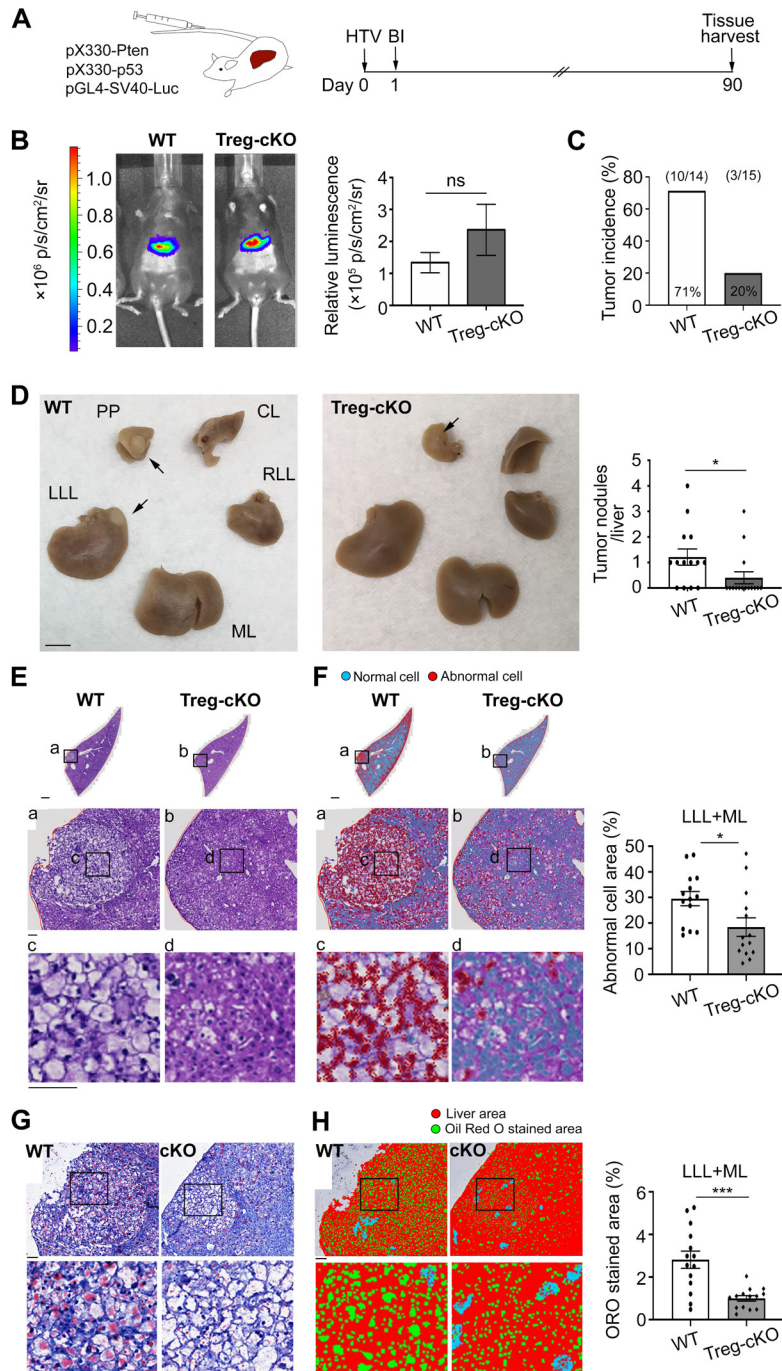 A
pX330-Pten
pX330-p53
pGL4-SV40-Luc
HTV BI
Tissue
harvest
Day 0 1 90
B
WT Treg-cKO
×10⁶ p/s/cm²/sr
1.0
0.8
0.6
0.4
0.2
Relative luminescence
(×10⁵ p/s/cm²/sr)
4
3
2
1
0
ns
WT
Treg-cKO
C
Tumor incidence (%)
80
60
40
20
0
(10/14) (3/15)
71% 20%
WT
Treg-cKO
D
WT
PP CL
LLL RLL
ML
Treg-cKO
Tumor nodules
/liver
5
4
3
2
1
0
*
WT
Treg-cKO
E
WT Treg-cKO
a b
a b
c d
c d
F
Normal cell Abnormal cell
WT Treg-cKO
a b
a b
c d
c d
LLL+ML
Abnormal cell area (%)
50
40
30
20
10
0
*
WT
Treg-cKO
G
WT cKO
H
Liver area
Oil Red O stained area
WT cKO
LLL+ML
ORO stained area (%)
6
4
2
0
***
WT
Treg-cKO